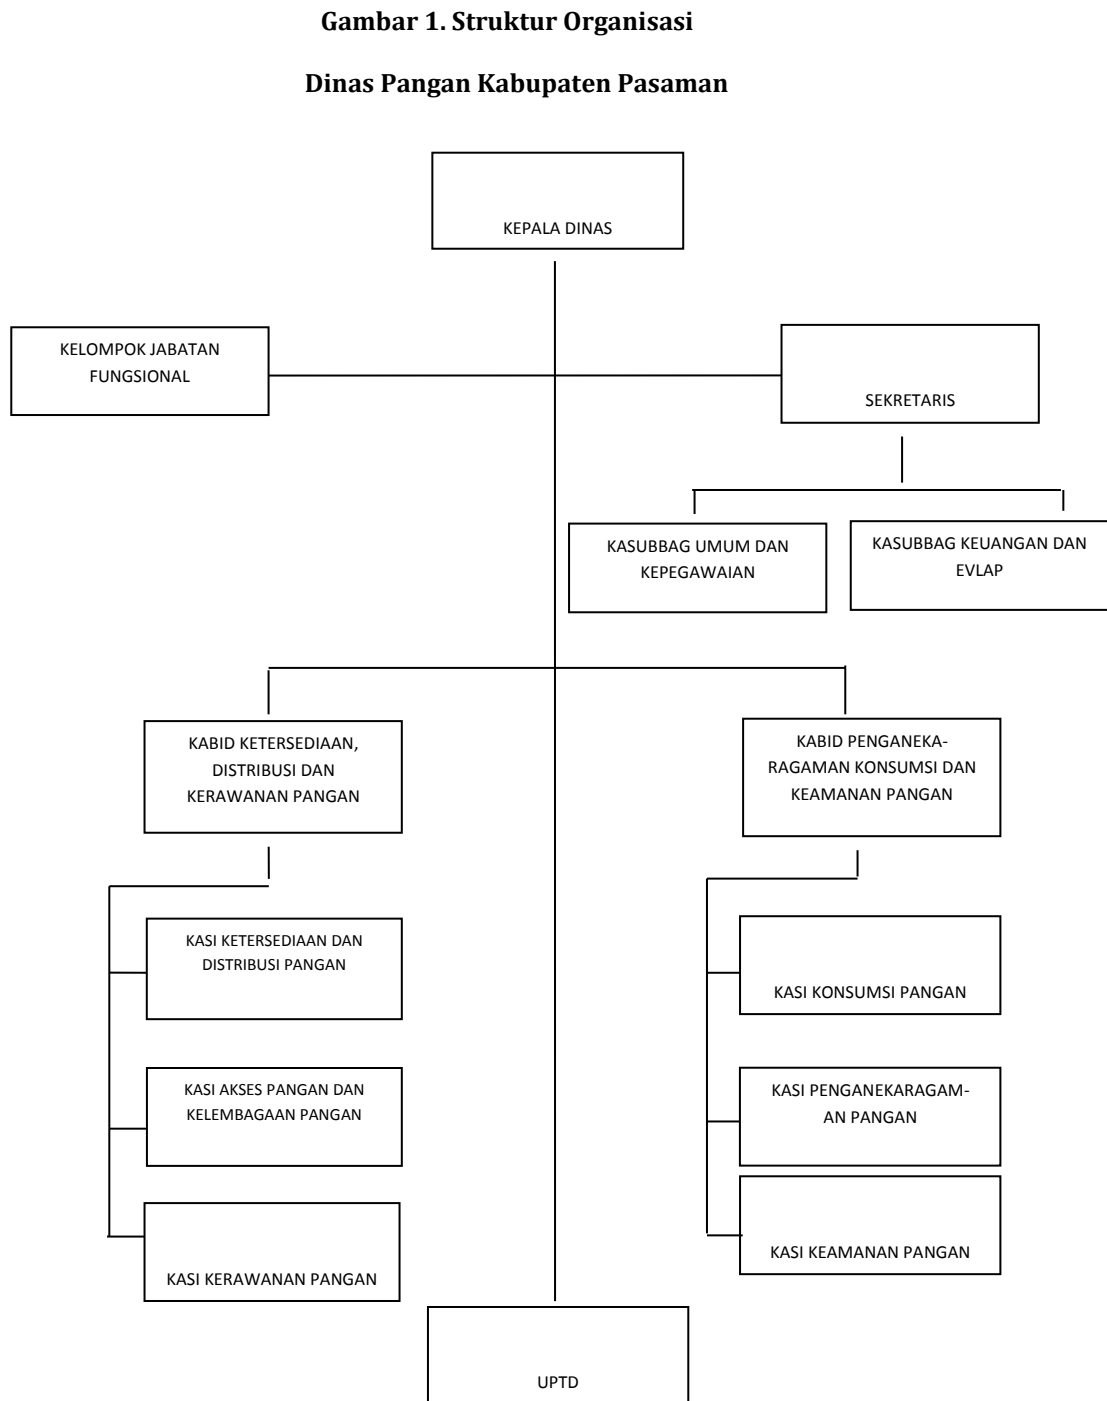 Gambar 1. Struktur Organisasi
Dinas Pangan Kabupaten Pasaman
KEPALA DINAS
KELOMPOK JABATAN
FUNGSIONAL
SEKRETARIS
KASUBBAG UMUM DAN
KEPEGAWAIAN
KASUBBAG KEUANGAN DAN
EVLAP
KABID KETERSEDIAAN,
DISTRIBUSI DAN
KERAWANAN PANGAN
KABID PENGANEKA-
RAGAMAN KONSUMSI DAN
KEAMANAN PANGAN
KASI KETERSEDIAAN DAN
DISTRIBUSI PANGAN
KASI AKSES PANGAN DAN
KELEMBAGAAN PANGAN
KASI KERAWANAN PANGAN
KASI KONSUMSI PANGAN
KASI PENGANEKARAGAM-
AN PANGAN
KASI KEAMANAN PANGAN
UPTD